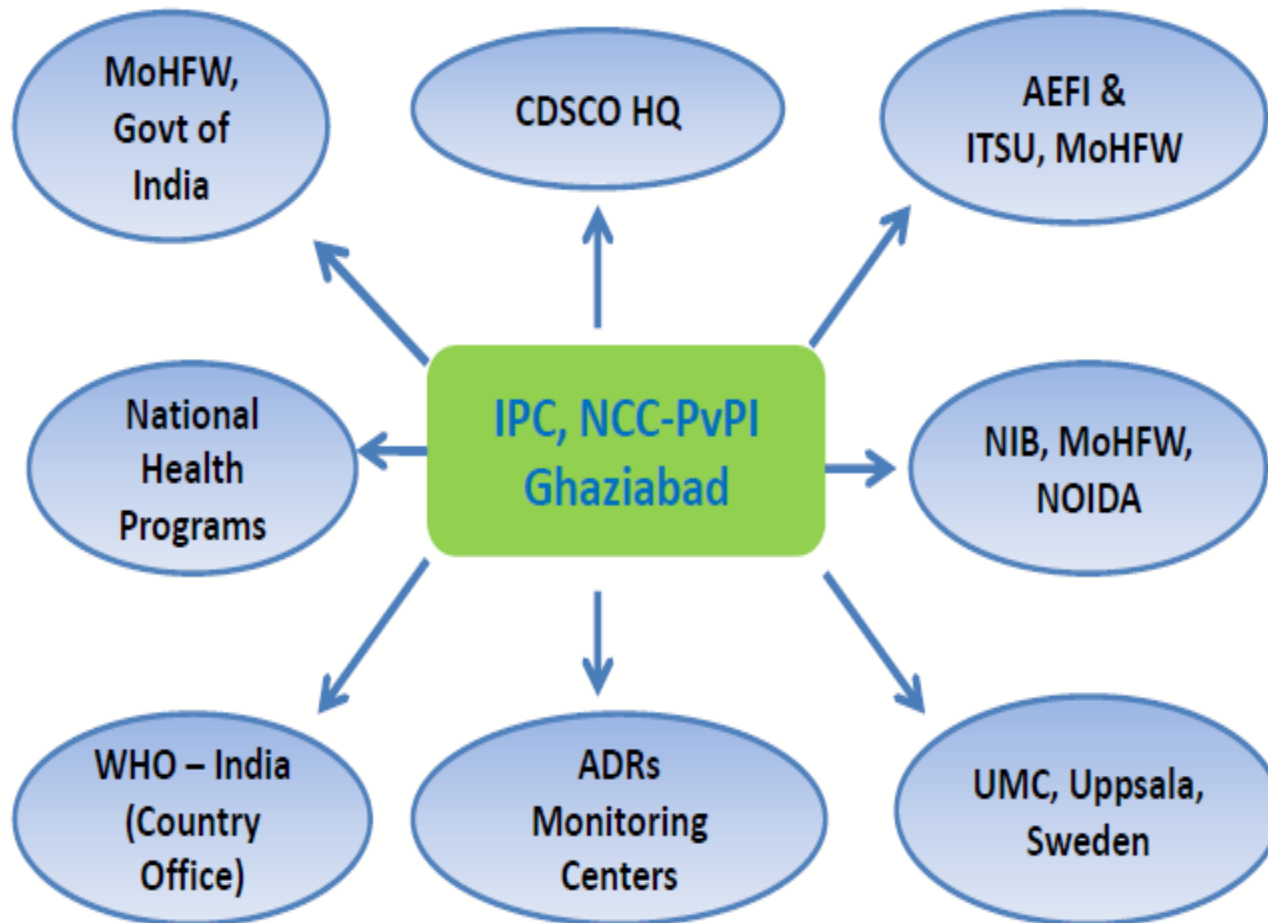 MoHFW,
Govt of
India
CDSCO HQ
AEFI &
ITSU, MoHFW
National
Health
Programs
IPC, NCC-PvPI
Ghaziabad
NIB, MoHFW,
NOIDA
WHO – India
(Country
Office)
ADRs
Monitoring
Centers
UMC, Uppsala,
Sweden